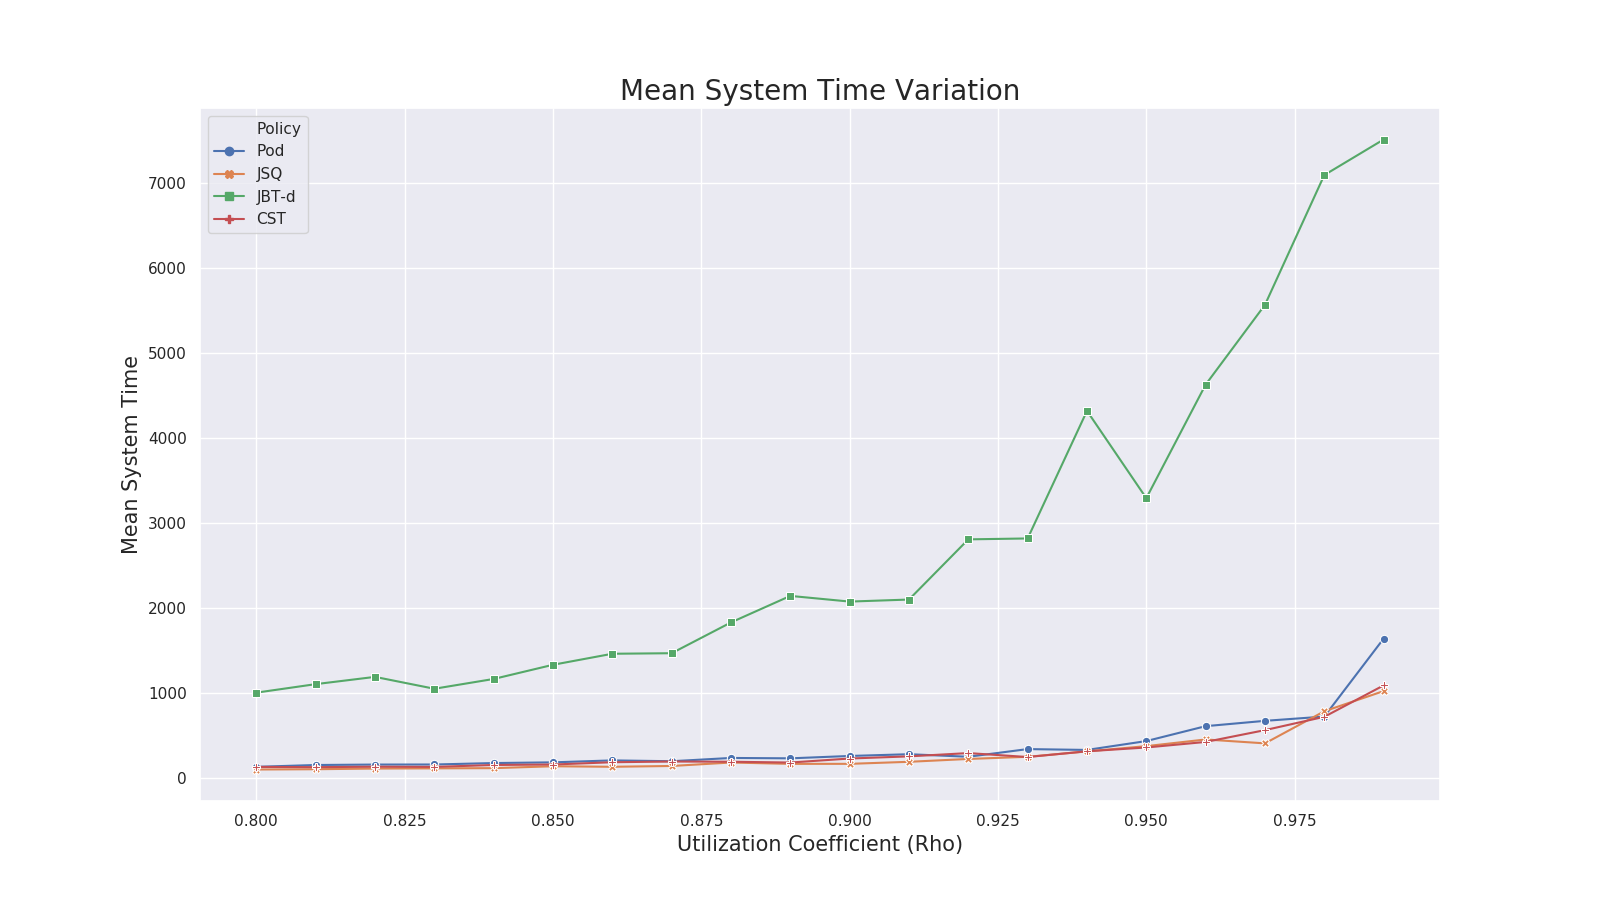 Mean System Time Variation
Policy
Pod
JSQ
JBT-d
CST
Mean System Time
7000
6000
5000
4000
3000
2000
1000
0
0.800 0.825 0.850 0.875 0.900 0.925 0.950 0.975
Utilization Coefficient (Rho)